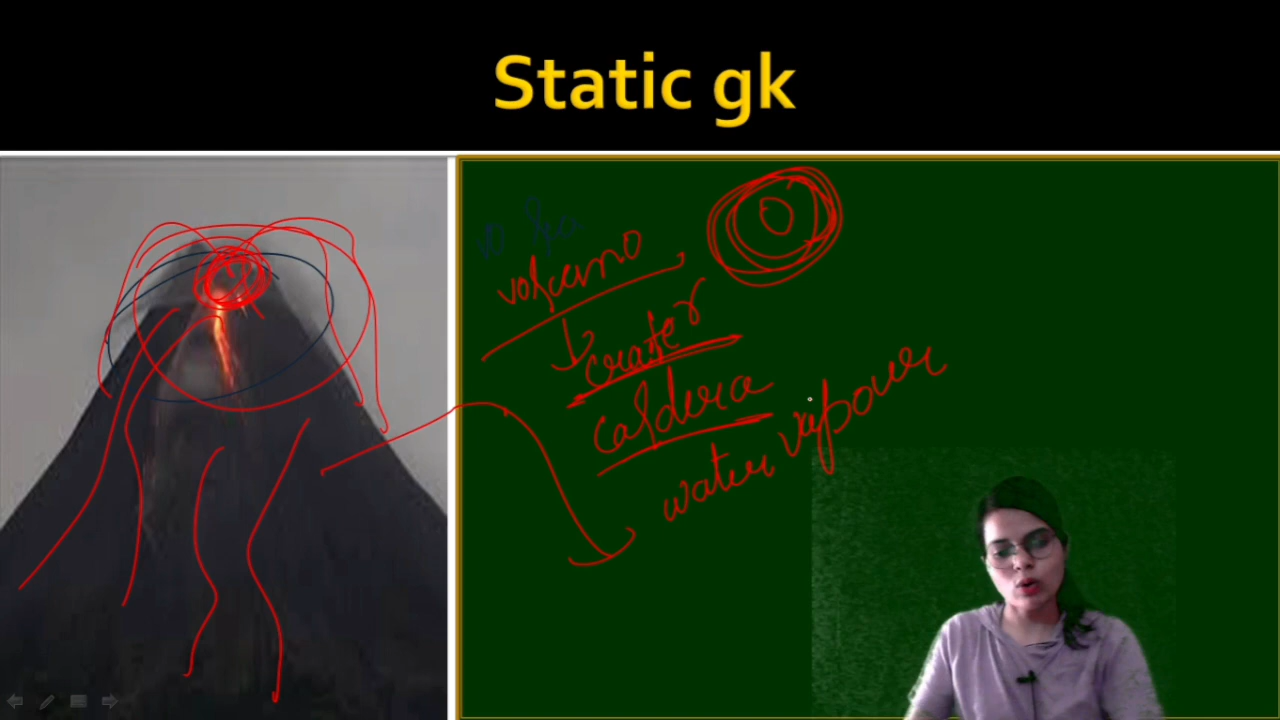 Static gk
volcano
crater
caldera
water vapour